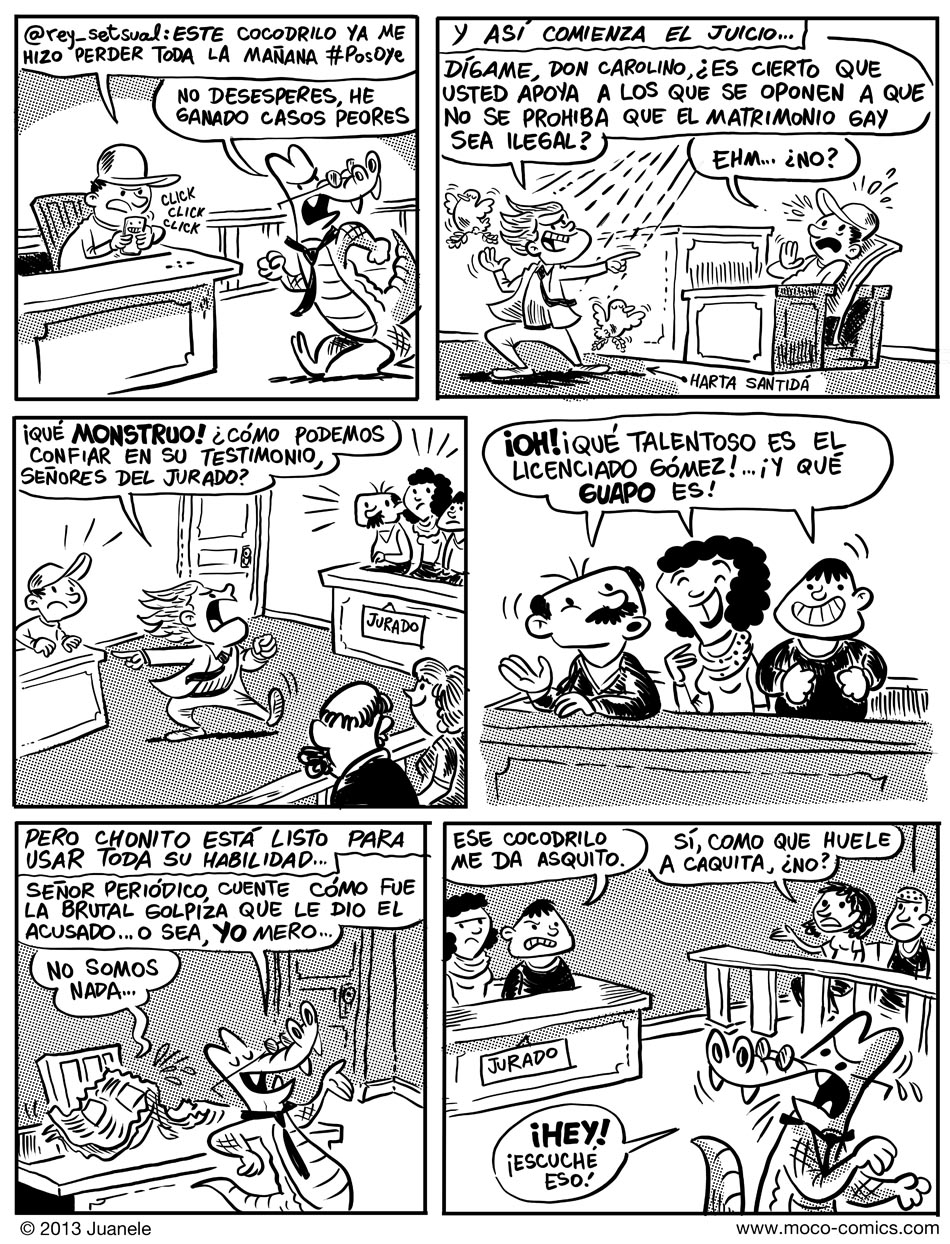 @rey_setsual: ESTE COCODRILO YA ME
HIZO PERDER TODA LA MAÑANA #PosOye
NO DESESPERES, HE
GANADO CASOS PEORES
CLICK
CLICK
CLICK
Y ASÍ COMIENZA EL JUICIO...
DÍGAME, DON CAROLINO, ¿ES CIERTO QUE
USTED APOYA A LOS QUE SE OPONEN A QUE
NO SE PROHIBA QUE EL MATRIMONIO GAY
SEA ILEGAL?
EHM... ¿NO?
HARTA SANTIDÁ
¡QUÉ MONSTRUO! ¿CÓMO PODEMOS
CONFIAR EN SU TESTIMONIO,
SEÑORES DEL JURADO?
JURADO
¡OH! ¡QUÉ TALENTOSO ES EL
LICENCIADO GÓMEZ!... ¡Y QUÉ
GUAPO ES!
PERO CHONITO ESTÁ LISTO PARA
USAR TODA SU HABILIDAD...
SEÑOR PERIÓDICO, CUENTE CÓMO FUE
LA BRUTAL GOLPIZA QUE LE DIO EL
ACUSADO... O SEA, YO MERO...
NO SOMOS
NADA...
ESE COCODRILO
ME DA ASQUITO.
SÍ, COMO QUE HUELE
A CAQUITA, ¿NO?
JURADO
¡HEY!
¡ESCUCHÉ
ESO!
© 2013 Juanele
www.moco-comics.com